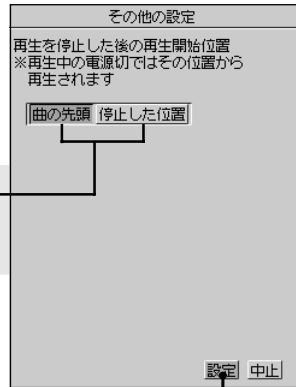 その他の設定
再生を停止した後の再生開始位置
※再生中の電源切ではその位置から
再生されます
曲の先頭 停止した位置
設定 中止